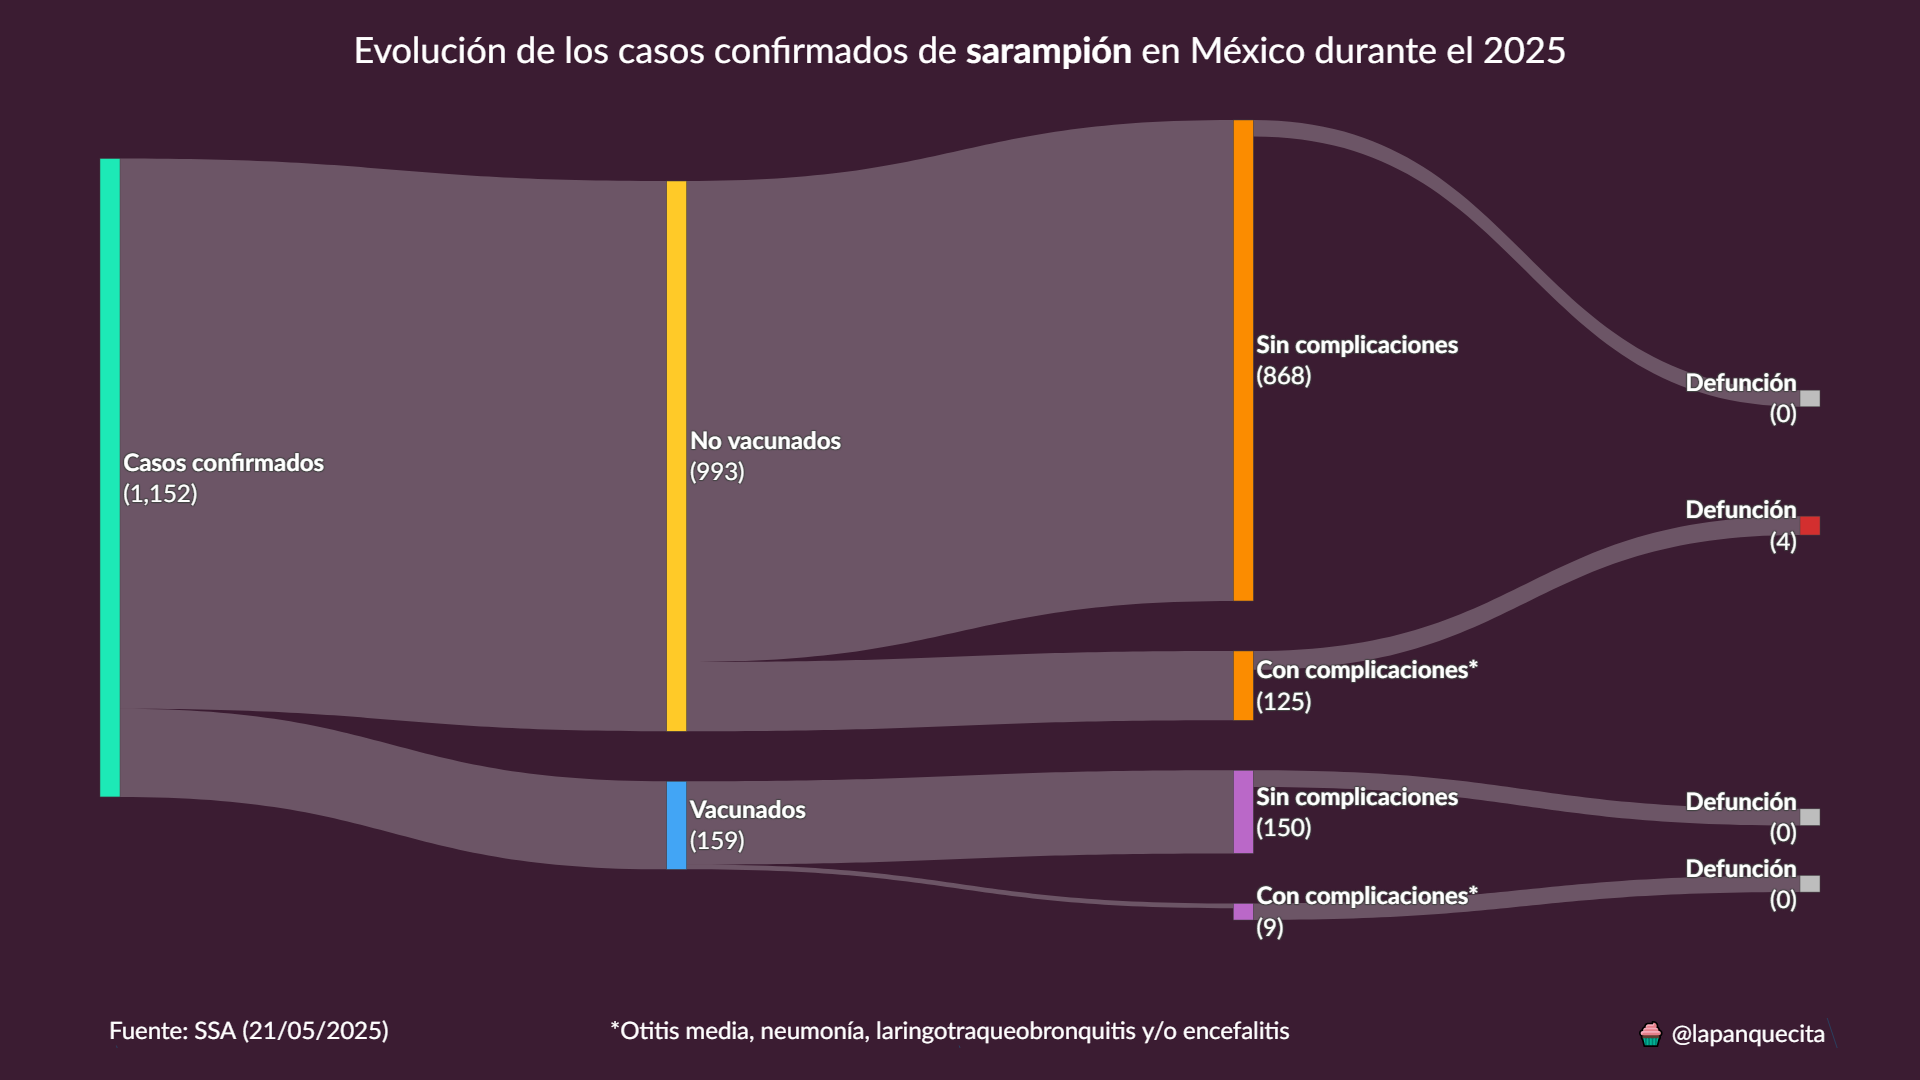 Evolución de los casos confirmados de sarampión en México durante el 2025
Casos confirmados
(1,152)
No vacunados
(993)
Vacunados
(159)
Sin complicaciones
(868)
Con complicaciones*
(125)
Sin complicaciones
(150)
Con complicaciones*
(9)
Defunción
(0)
Defunción
(4)
Defunción
(0)
Defunción
(0)
Fuente: SSA (21/05/2025)
*Otitis media, neumonía, laringotraqueobronquitis y/o encefalitis
@lapanquecita